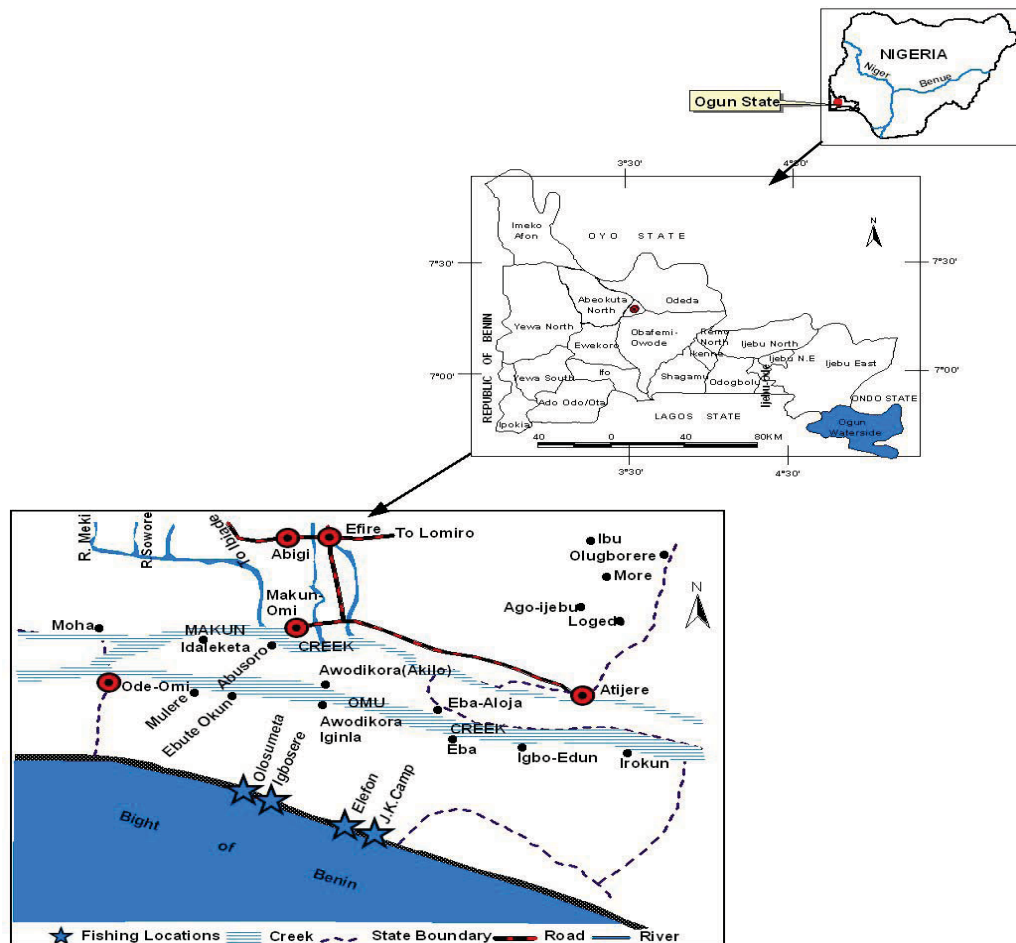 NIGERIA
Niger
Benue
Ogun State
3°30'
4°30'
Imeko
Afon
OYO STATE
N
7°30'
7°30'
Abeokuta
North
Odeda
REPUBLIC OF BENIN
Yewa North
Obafemi-
Owode
Remo
North
Ijebu North
Ewekoro
Ikenne
Ijebu N.E
Ijebu East
7°00'
7°00'
Yewa South
Ifo
Shagamu
Odogbolu
Ijebu-Ode
Ado Odo/Ota
ONDO STATE
Ipokia
LAGOS STATE
Ogun
Waterside
40 0 40 80KM
3°30'
4°30'
R. Meki
R. Sowore
To Ibiade
Efire
To Lomiro
Abigi
Ibu
Olugborere
More
Makun-
Omi
Ago-ijebu
Logeda
N
Moha
MAKUN
Idaleketa
CREEK
Abusoro
Ode-Omi
Awodikora(Akilo)
Atijere
Mulere
OMU
Eba-Aloja
Ebute Okun
Awodikora
Iginla
CREEK
Eba
Igbo-Edun
Irokun
Olosumeta
Igbosere
Elefon
J.K.Camp
Bight
of
Benin
Fishing Locations Creek State Boundary Road River